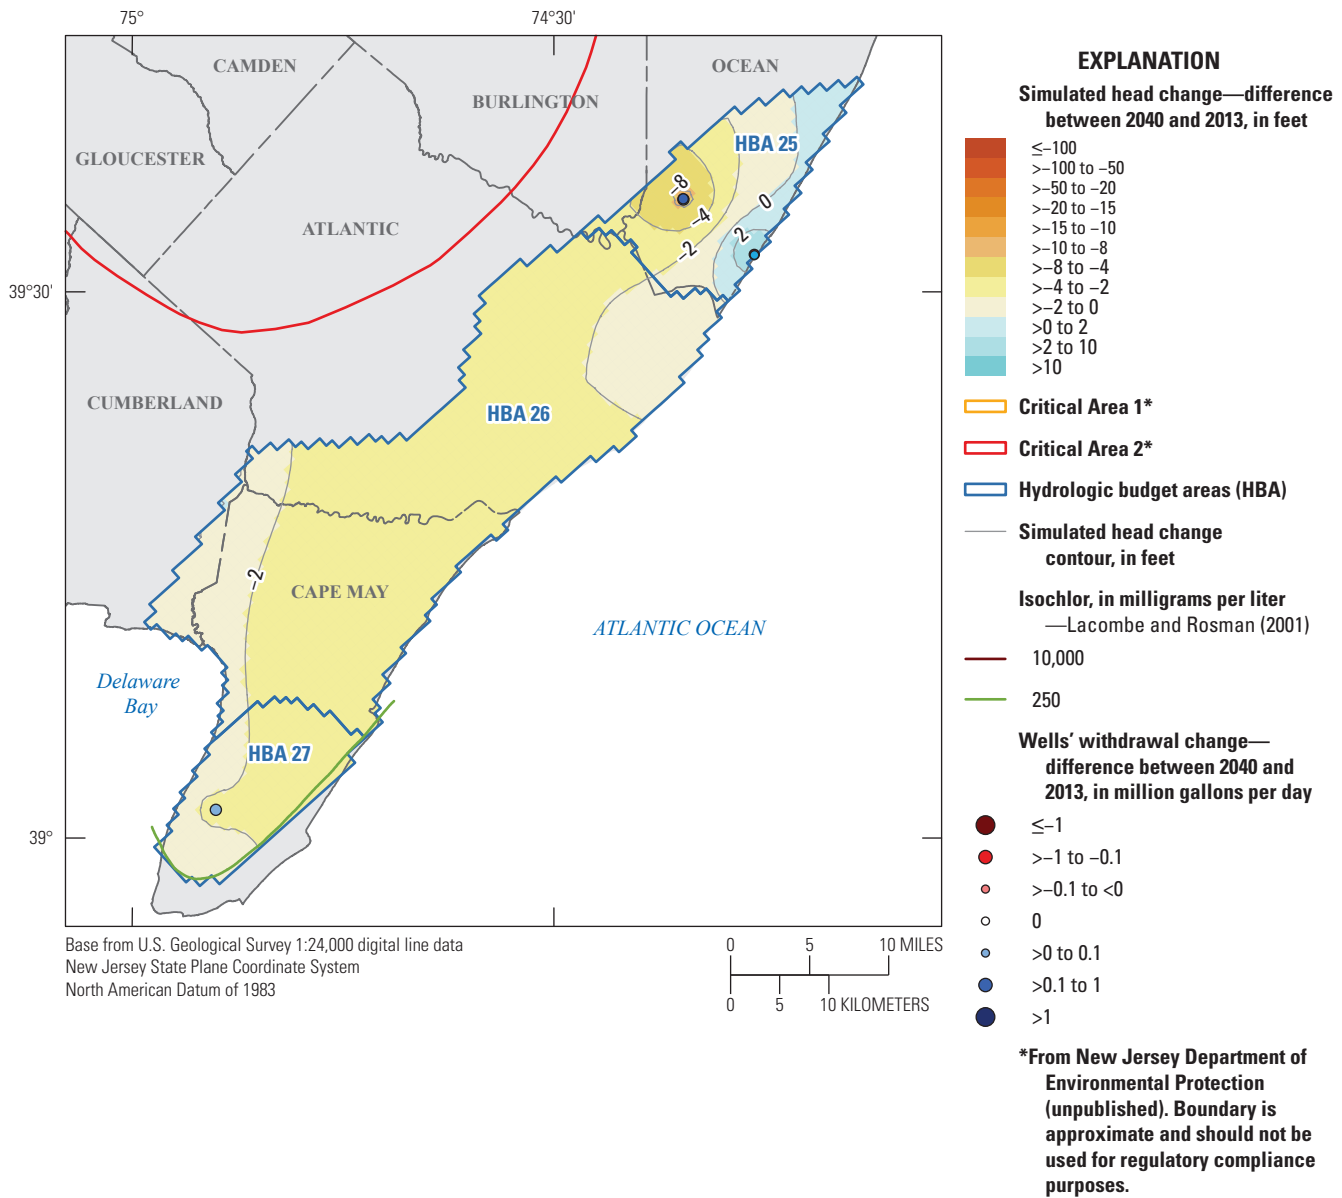 75°
74°30'
CAMDEN
OCEAN
BURLINGTON
HBA 25
GLOUCESTER
−8
0
−4
ATLANTIC
2
−2
39°30'
CUMBERLAND
HBA 26
−2
CAPE MAY
ATLANTIC OCEAN
Delaware
Bay
HBA 27
39°
Base from U.S. Geological Survey 1:24,000 digital line data
New Jersey State Plane Coordinate System
North American Datum of 1983
0 5 10 MILES
0 5 10 KILOMETERS
EXPLANATION
Simulated head change—difference
between 2040 and 2013, in feet
≤−100
>−100 to −50
>−50 to −20
>−20 to −15
>−15 to −10
>−10 to −8
>−8 to −4
>−4 to −2
>−2 to 0
>0 to 2
>2 to 10
>10
Critical Area 1*
Critical Area 2*
Hydrologic budget areas (HBA)
Simulated head change
contour, in feet
Isochlor, in milligrams per liter
—Lacombe and Rosman (2001)
10,000
250
Wells' withdrawal change—
difference between 2040 and
2013, in million gallons per day
≤−1
>−1 to −0.1
>−0.1 to <0
0
>0 to 0.1
>0.1 to 1
>1
*From New Jersey Department of
Environmental Protection
(unpublished). Boundary is
approximate and should not be
used for regulatory compliance
purposes.